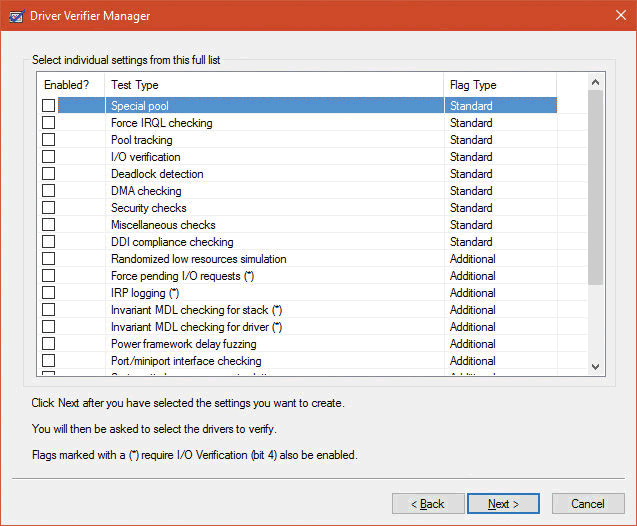 Driver Verifier Manager
Select individual settings from this full list
Enabled? Test Type Flag Type
Special pool Standard
Force IRQL checking Standard
Pool tracking Standard
I/O verification Standard
Deadlock detection Standard
DMA checking Standard
Security checks Standard
Miscellaneous checks Standard
DDI compliance checking Standard
Randomized low resources simulation Additional
Force pending I/O requests (*) Additional
IRP logging (*) Additional
Invariant MDL checking for stack (*) Additional
Invariant MDL checking for driver (*) Additional
Power framework delay fuzzing Additional
Port/miniport interface checking Additional
Click Next after you have selected the settings you want to create.
You will then be asked to select the drivers to verify.
Flags marked with a (*) require I/O Verification (bit 4) also be enabled.
< Back Next > Cancel